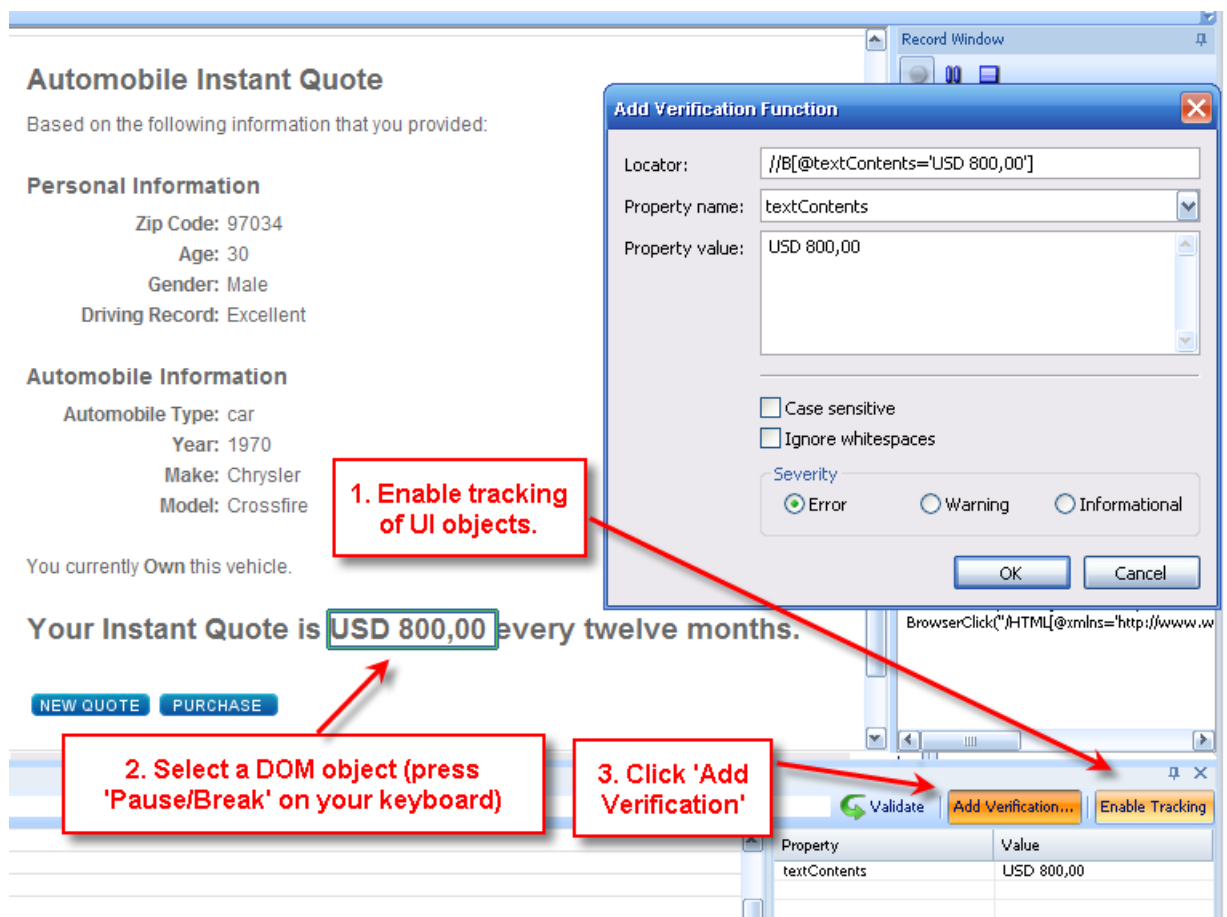 Record Window
Automobile Instant Quote
Based on the following information that you provided:
Personal Information
Zip Code: 97034
Age: 30
Gender: Male
Driving Record: Excellent
Automobile Information
Automobile Type: car
Year: 1970
Make: Chrysler
Model: Crossfire
You currently Own this vehicle.
Your Instant Quote is USD 800,00 every twelve months.
NEW QUOTE PURCHASE
Add Verification Function
Locator: //B[@textContents='USD 800,00']
Property name: textContents
Property value: USD 800,00
Case sensitive
Ignore whitespaces
Severity
Error Warning Informational
OK Cancel
1. Enable tracking
of UI objects.
BrowserClick("/HTML[@xmlns='http://www.w
2. Select a DOM object (press
'Pause/Break' on your keyboard)
3. Click 'Add
Verification'
Validate Add Verification... Enable Tracking
Property Value
textContents USD 800,00